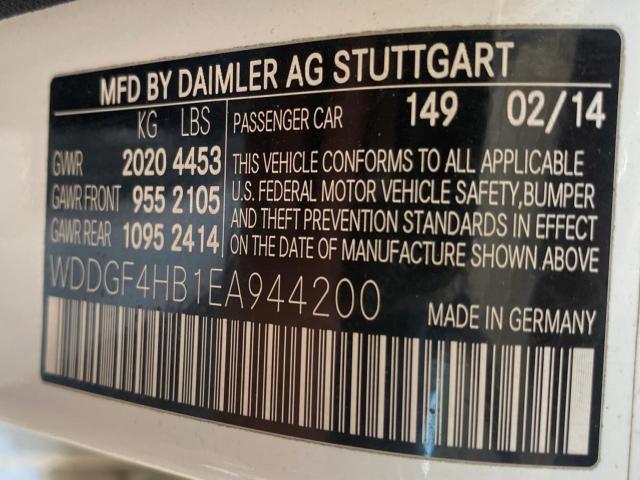 MFD BY DAIMLER AG STUTTGART
KG LBS
PASSENGER CAR 149 02/14
GVWR 2020 4453
GAWR FRONT 955 2105
GAWR REAR 1095 2414
THIS VEHICLE CONFORMS TO ALL APPLICABLE
U.S. FEDERAL MOTOR VEHICLE SAFETY,BUMPER
AND THEFT PREVENTION STANDARDS IN EFFECT
ON THE DATE OF MANUFACTURE SHOWN ABOVE
WDDGF4HB1EA944200
MADE IN GERMANY